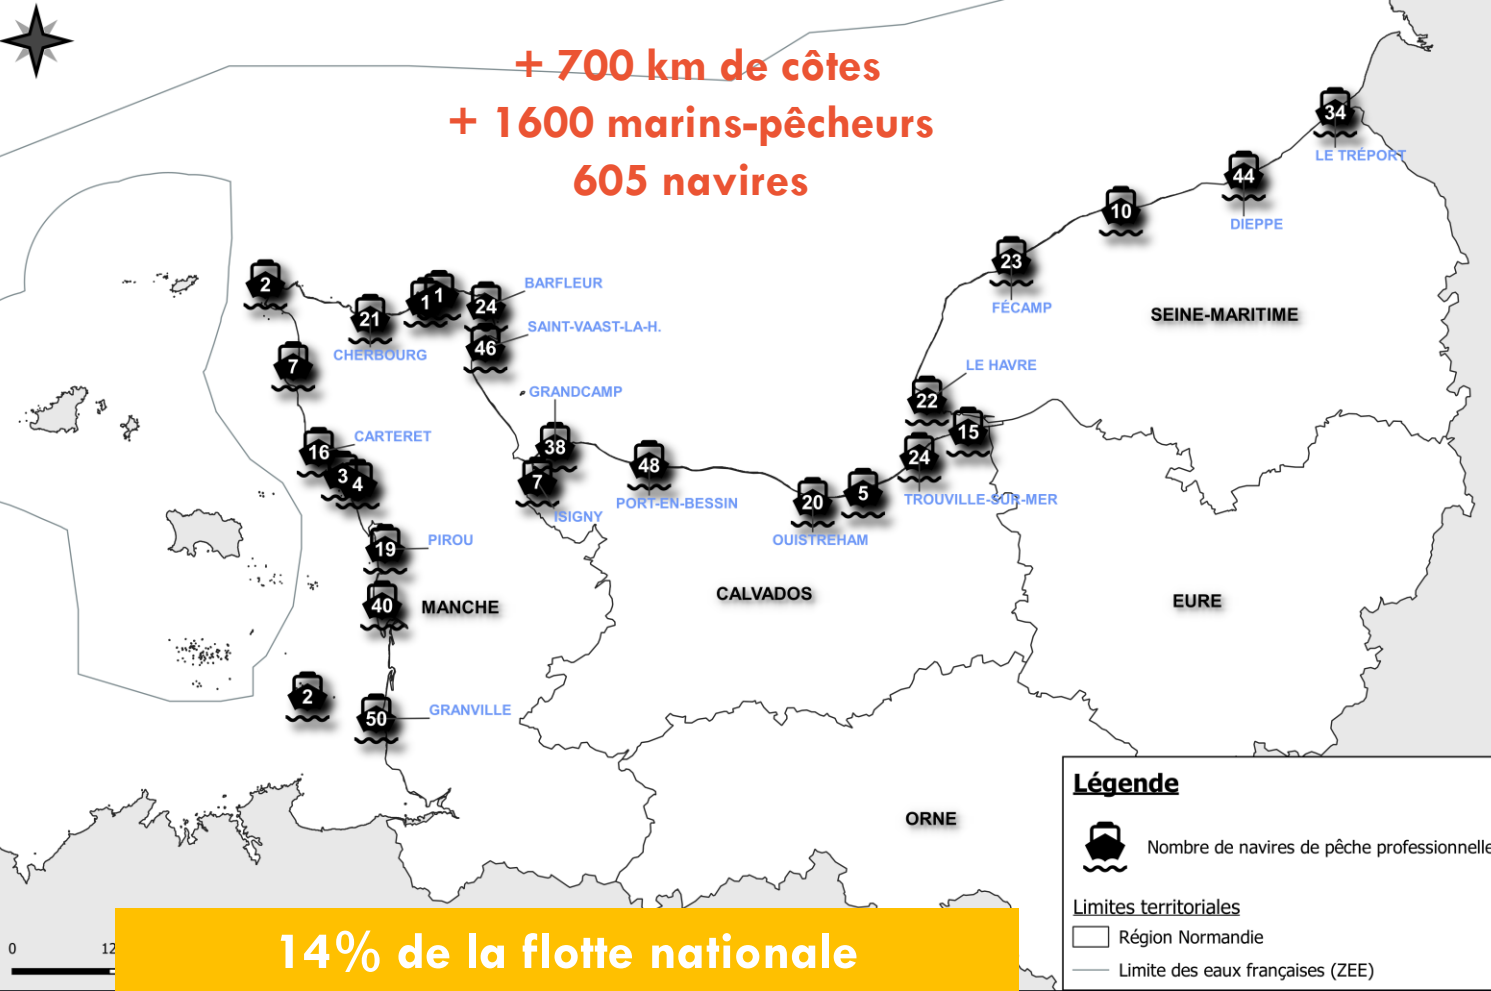 + 700 km de côtes
+ 1600 marins-pêcheurs
605 navires
34
LE TRÉPORT
44
DIEPPE
10
23
FÉCAMP
SEINE-MARITIME
2
21
CHERBOURG
1
1
24
BARFLEUR
46
SAINT-VAAST-LA-H.
7
GRANDCAMP
38
LE HAVRE
22
15
16
CARTERET
3
4
7
ISIGNY
48
PORT-EN-BESSIN
20
OUISTREHAM
5
24
TROUVILLE-SUR-MER
19
PIROU
40
MANCHE
CALVADOS
EURE
2
50
GRANVILLE
ORNE
Légende
Nombre de navires de pêche professionnelle
Limites territoriales
Région Normandie
Limite des eaux françaises (ZEE)
0 12
14% de la flotte nationale